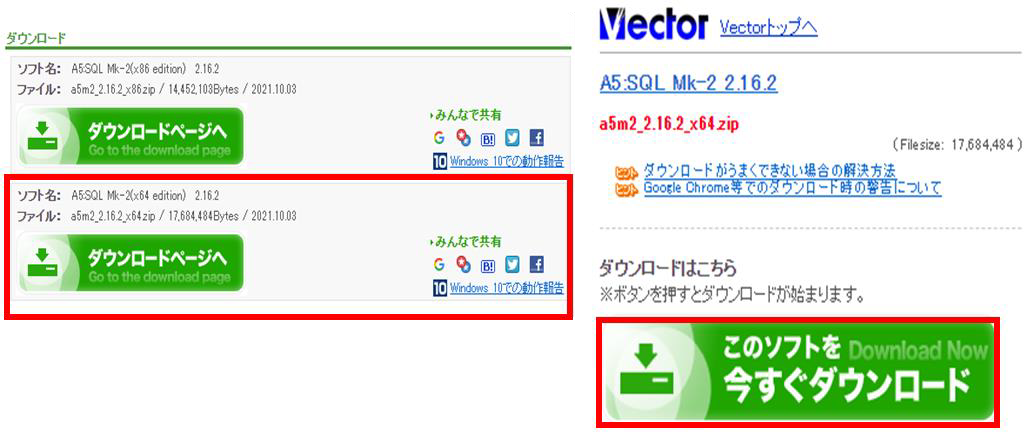 ダウンロード
ソフト名： A5:SQL Mk-2(x86 edition) 2.16.2
ファイル： a5m2_2.16.2_x86.zip / 14,452,103Bytes / 2021.10.03
ダウンロードページへ
Go to the download page
みんなで共有
G B! f
10 Windows 10での動作報告
ソフト名： A5:SQL Mk-2(x64 edition) 2.16.2
ファイル： a5m2_2.16.2_x64.zip / 17,684,484Bytes / 2021.10.03
ダウンロードページへ
Go to the download page
みんなで共有
G B! f
10 Windows 10での動作報告
Vector Vectorトップへ
A5:SQL Mk-2 2.16.2
a5m2_2.16.2_x64.zip
(Filesize: 17,684,484 )
ダウンロードがうまくできない場合の解決方法
Google Chrome等でのダウンロード時の警告について
ダウンロードはこちら
※ボタンを押すとダウンロードが始まります。
このソフトを Download Now
今すぐダウンロード